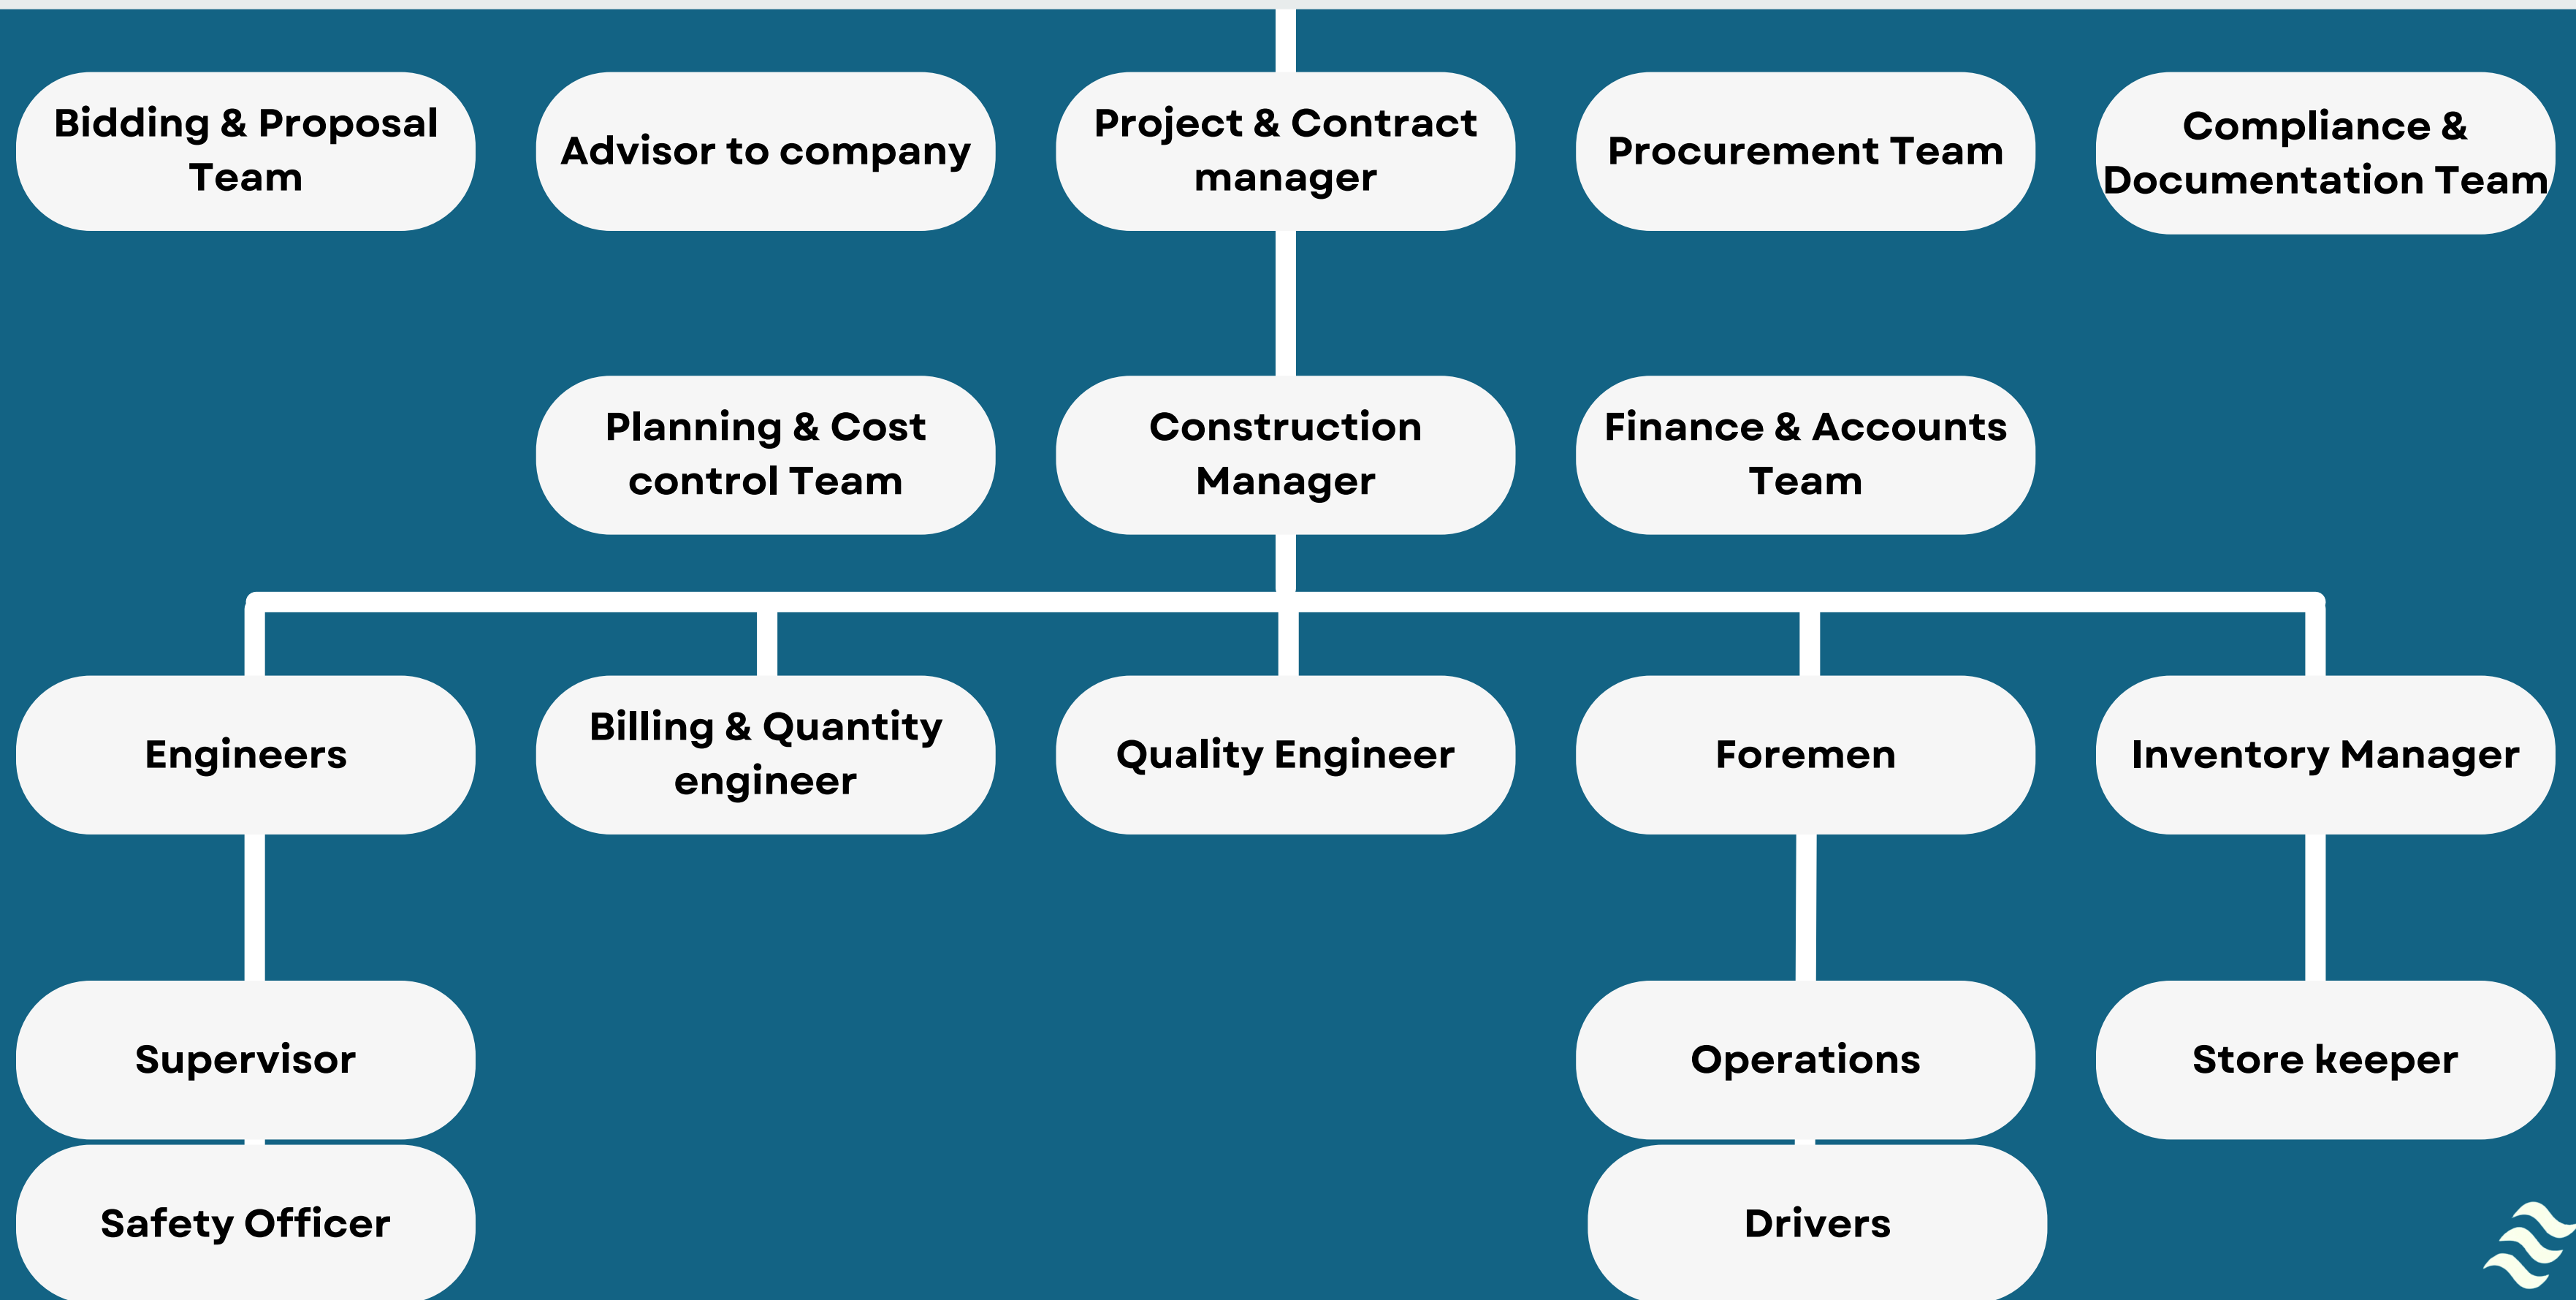 Bidding & Proposal
Team
Advisor to company
Project & Contract
manager
Procurement Team
Compliance &
Documentation Team
Planning & Cost
control Team
Construction
Manager
Finance & Accounts
Team
Engineers
Billing & Quantity
engineer
Quality Engineer
Foremen
Inventory Manager
Supervisor
Operations
Store keeper
Safety Officer
Drivers